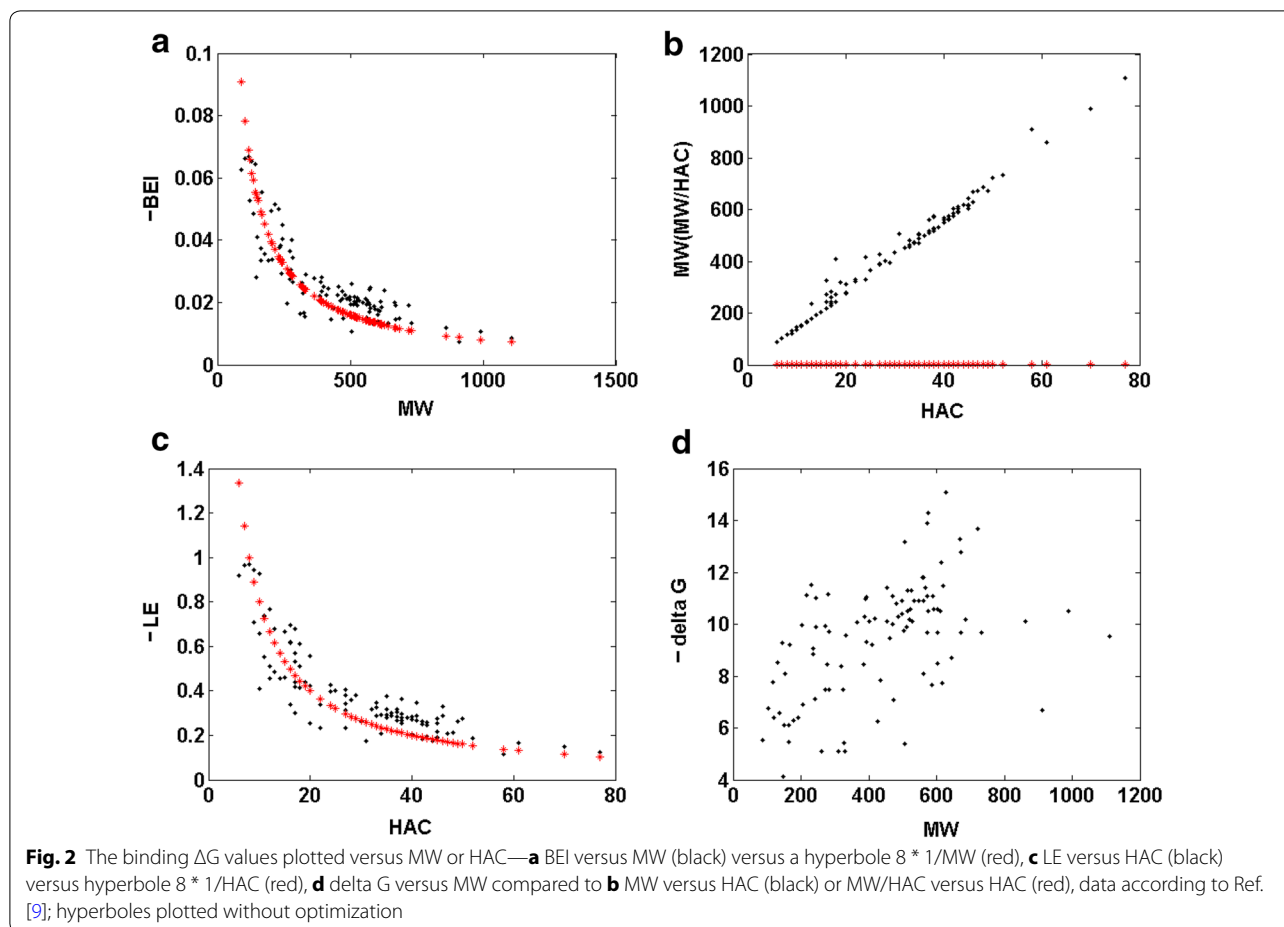 a
0.1
0.08
0.06
0.04
0.02
0
−BEI
0 500 1000 1500
MW
b
1200
1000
800
600
400
200
0
MW(MW/HAC)
0 20 40 60 80
HAC
c
1.4
1.2
1
0.8
0.6
0.4
0.2
0
−LE
0 20 40 60 80
HAC
d
16
14
12
10
8
6
4
− delta G
0 200 400 600 800 1000 1200
MW
Fig. 2 The binding ΔG values plotted versus MW or HAC—a BEI versus MW (black) versus a hyperbole 8 * 1/MW (red), c LE versus HAC (black)
versus hyperbole 8 * 1/HAC (red), d delta G versus MW compared to b MW versus HAC (black) or MW/HAC versus HAC (red), data according to Ref.
[9]; hyperboles plotted without optimization